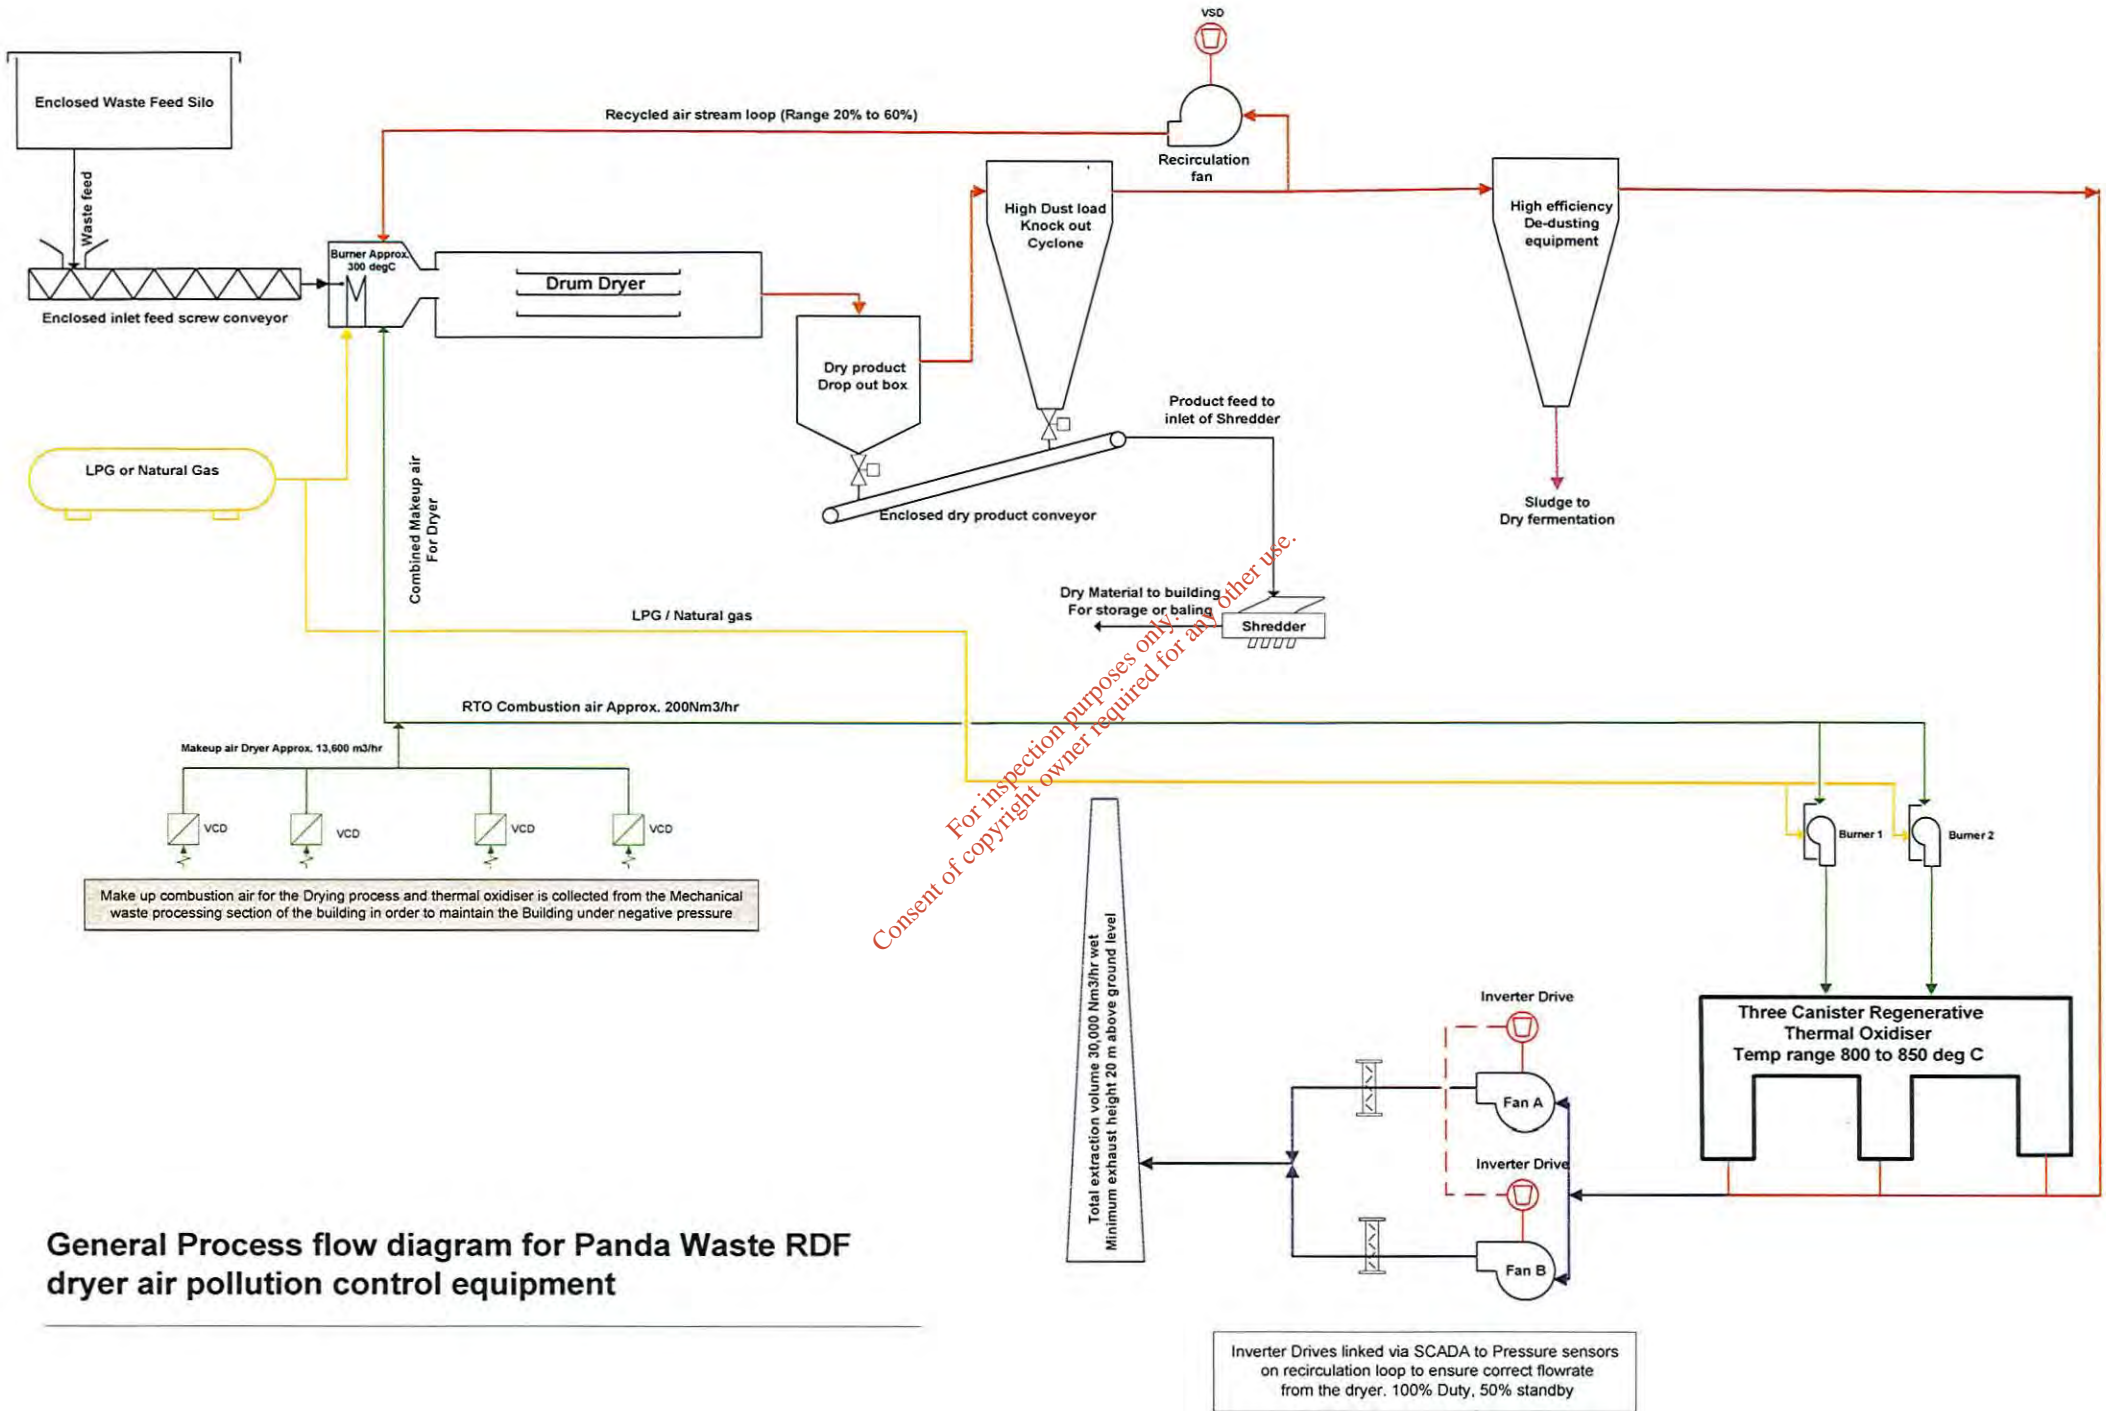 VSD
Enclosed Waste Feed Silo
Recycled air stream loop (Range 20% to 60%)
Recirculation
fan
Waste feed
High Dust load
Knock out
Cyclone
High efficiency
De-dusting
equipment
Burner Approx.
300 degC
Drum Dryer
Enclosed inlet feed screw conveyor
Dry product
Drop out box
Product feed to
inlet of Shredder
LPG or Natural Gas
Combined Makeup air
For Dryer
Enclosed dry product conveyor
Sludge to
Dry fermentation
Dry Material to building
For storage or baling
Shredder
LPG / Natural gas
For inspection purposes only.
Consent of copyright owner required for any other use.
RTO Combustion air Approx. 200Nm3/hr
Makeup air Dryer Approx. 13,600 m3/hr
VCD
VCD
VCD
VCD
Burner 1
Burner 2
Make up combustion air for the Drying process and thermal oxidiser is collected from the Mechanical
waste processing section of the building in order to maintain the Building under negative pressure
Total extraction volume 30,000 Nm3/hr wet
Minimum exhaust height 20 m above ground level
Inverter Drive
Three Canister Regenerative
Thermal Oxidiser
Temp range 800 to 850 deg C
Fan A
Inverter Drive
Fan B
General Process flow diagram for Panda Waste RDF
dryer air pollution control equipment
Inverter Drives linked via SCADA to Pressure sensors
on recirculation loop to ensure correct flowrate
from the dryer. 100% Duty, 50% standby